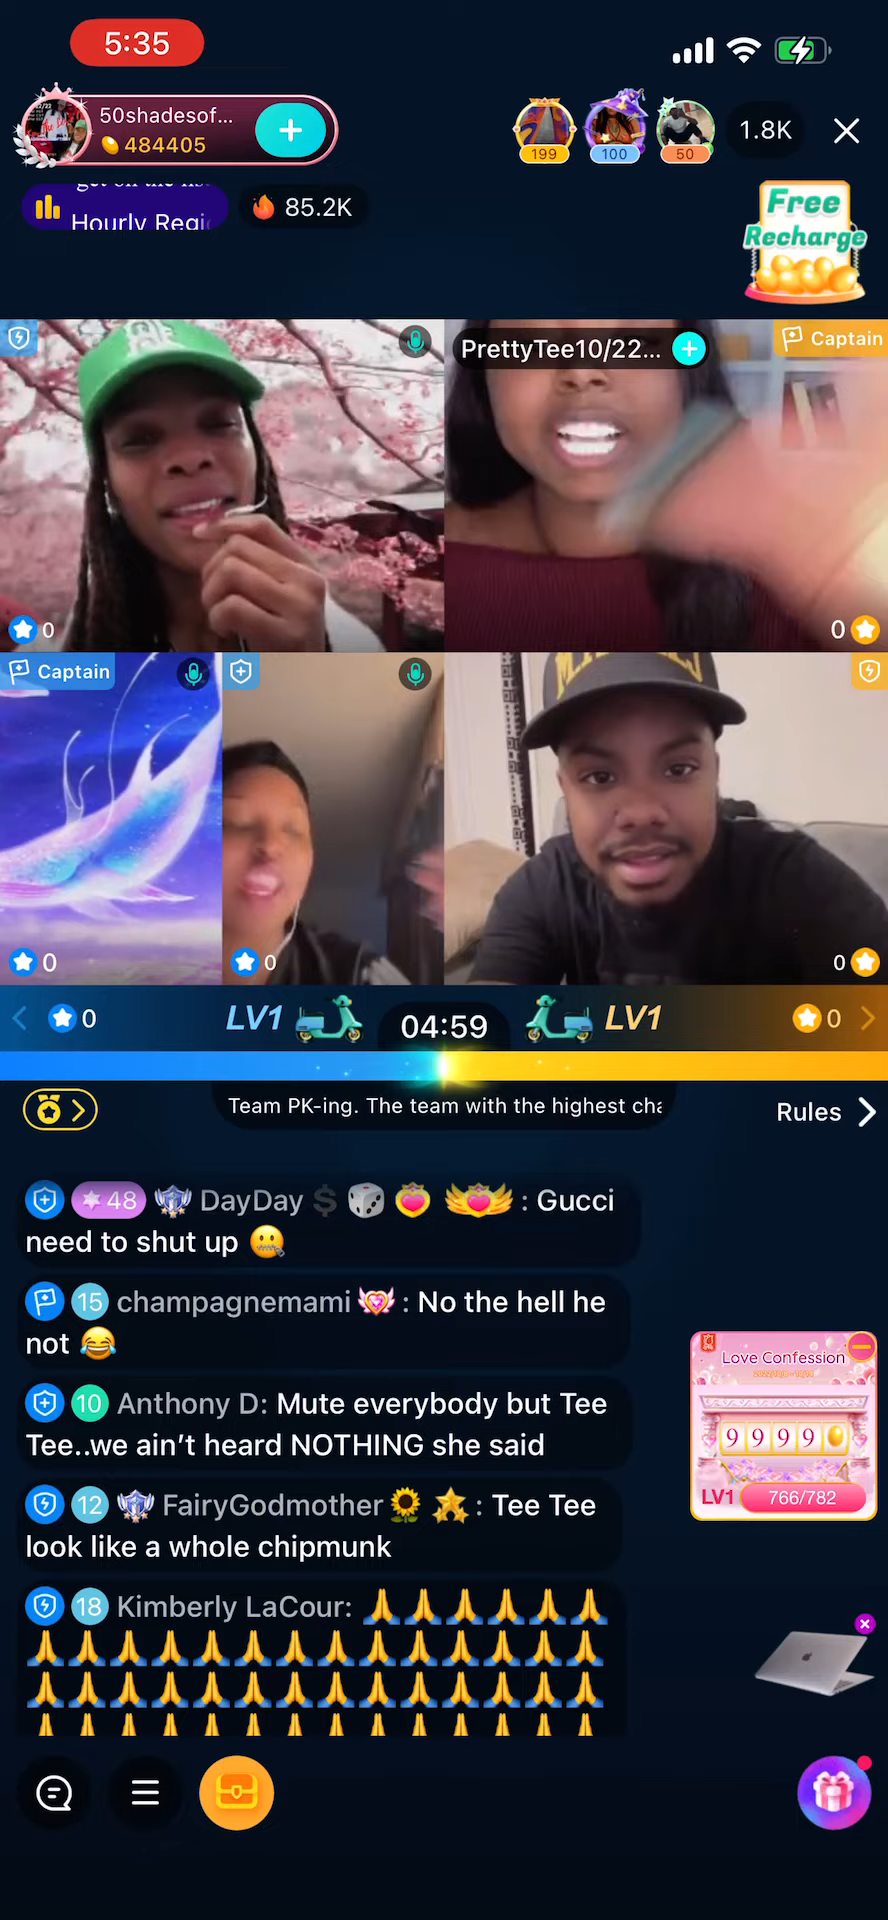 5:35
50shadesof...
484405
199
100
50
1.8K
get on the
Hourly Regi
85.2K
Free
Recharge
PrettyTee10/22...
Captain
0
0
Captain
0
0
0
0
LV1
04:59
LV1
0
Team PK-ing. The team with the highest cha
Rules
48 DayDay $ : Gucci
need to shut up 🤐
15 champagnemami : No the hell he
not 😂
10 Anthony D: Mute everybody but Tee
Tee..we ain't heard NOTHING she said
12 FairyGodmother🌻 : Tee Tee
look like a whole chipmunk
18 Kimberly LaCour: 🙏🙏🙏🙏🙏🙏
🙏🙏🙏🙏🙏🙏🙏🙏🙏🙏🙏🙏🙏🙏
🙏🙏🙏🙏🙏🙏🙏🙏🙏🙏🙏🙏🙏🙏
🙏🙏🙏🙏🙏🙏🙏🙏🙏🙏🙏🙏🙏🙏
Love Confession
9 9 9 9
LV1 766/782